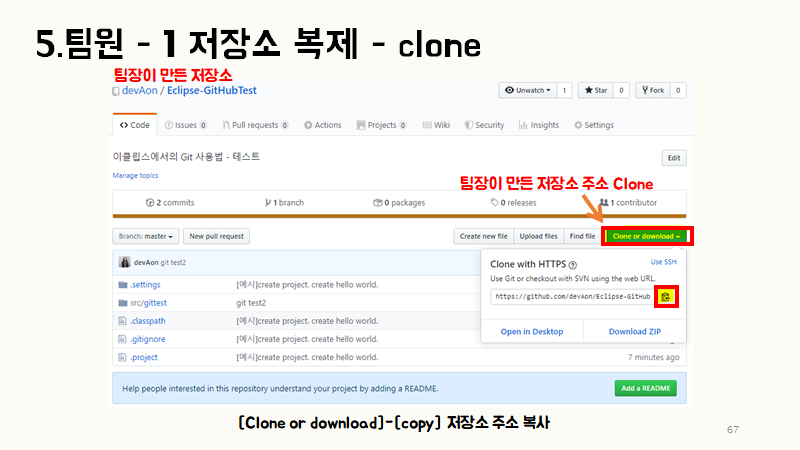 5.팀원 - 1 저장소 복제 - clone
팀장이 만든 저장소
devAon / Eclipse-GitHubTest
Unwatch 1 Star 0 Fork 0
Code Issues 0 Pull requests 0 Actions Projects 0 Wiki Security Insights Settings
이클립스에서의 Git 사용법 - 테스트 Edit
Manage topics
팀장이 만든 저장소 주소 Clone
2 commits 1 branch 0 packages 0 releases 1 contributor
Branch: master New pull request Create new file Upload files Find file Clone or download
devAon git test2
Clone with HTTPS Use SSH
Use Git or checkout with SVN using the web URL.
https://github.com/devAon/Eclipse-GitHub
Open in Desktop Download ZIP
.settings [예시]create project. create hello world.
src/gittest git test2
.classpath [예시]create project. create hello world.
.gitignore [예시]create project. create hello world.
.project [예시]create project. create hello world. 7 minutes ago
Help people interested in this repository understand your project by adding a README. Add a README
[Clone or download]-[copy] 저장소 주소 복사
67